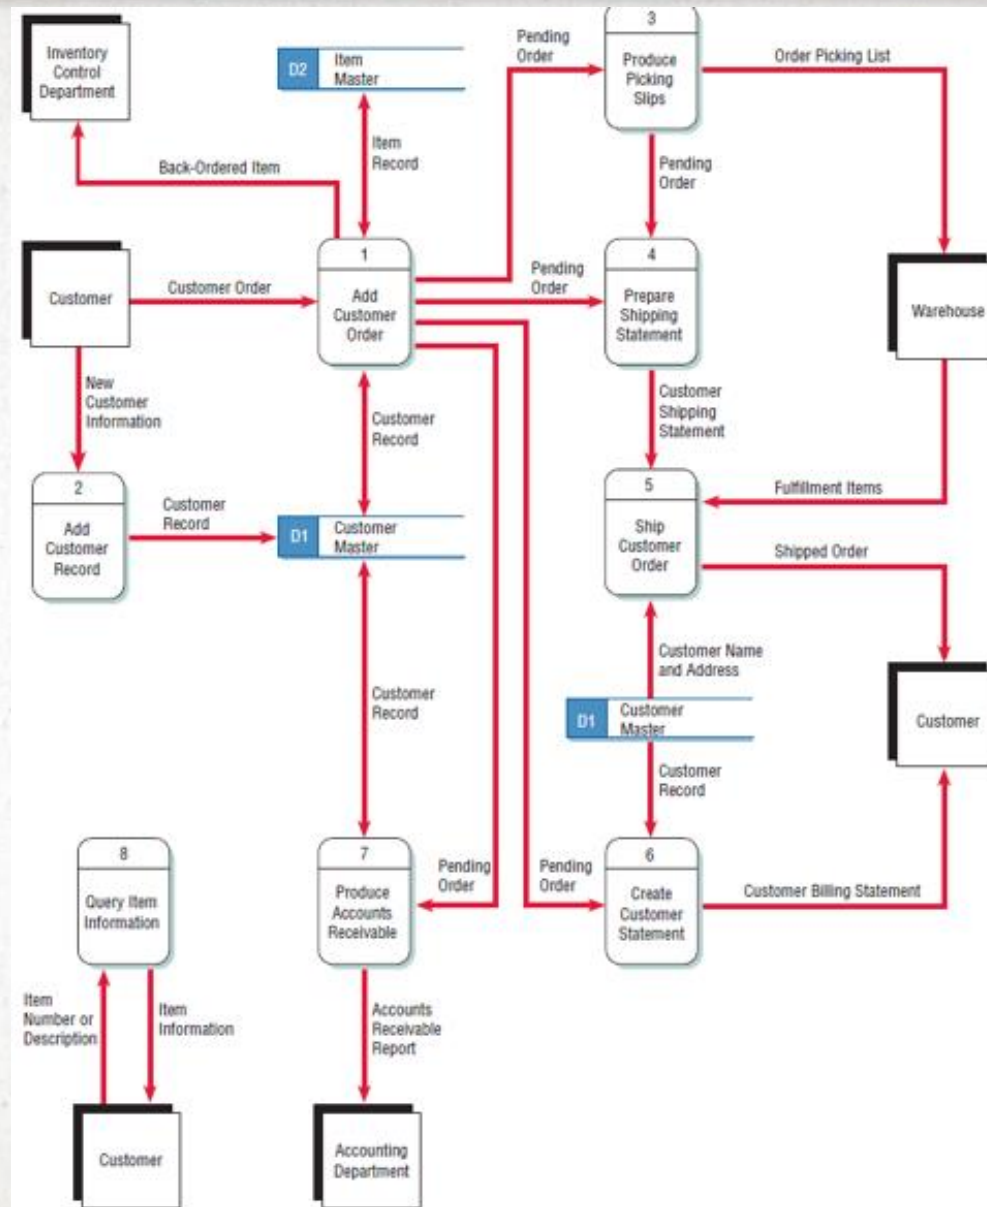 Inventory
Control
Department
D2
Item
Master
Pending
Order
3
Produce
Picking
Slips
Order Picking List
Back-Ordered Item
Item
Record
Pending
Order
Customer
Customer Order
1
Add
Customer
Order
Pending
Order
4
Prepare
Shipping
Statement
Warehouse
New
Customer
Information
Customer
Record
Customer
Shipping
Statement
2
Add
Customer
Record
Customer
Record
D1
Customer
Master
5
Ship
Customer
Order
Fulfillment Items
Shipped Order
Customer
Record
Customer Name
and Address
D1
Customer
Master
Customer
Customer
Record
8
Query Item
Information
7
Produce
Accounts
Receivable
Pending
Order
Pending
Order
6
Create
Customer
Statement
Customer Billing Statement
Item
Number or
Description
Item
Information
Accounts
Receivable
Report
Customer
Accounting
Department